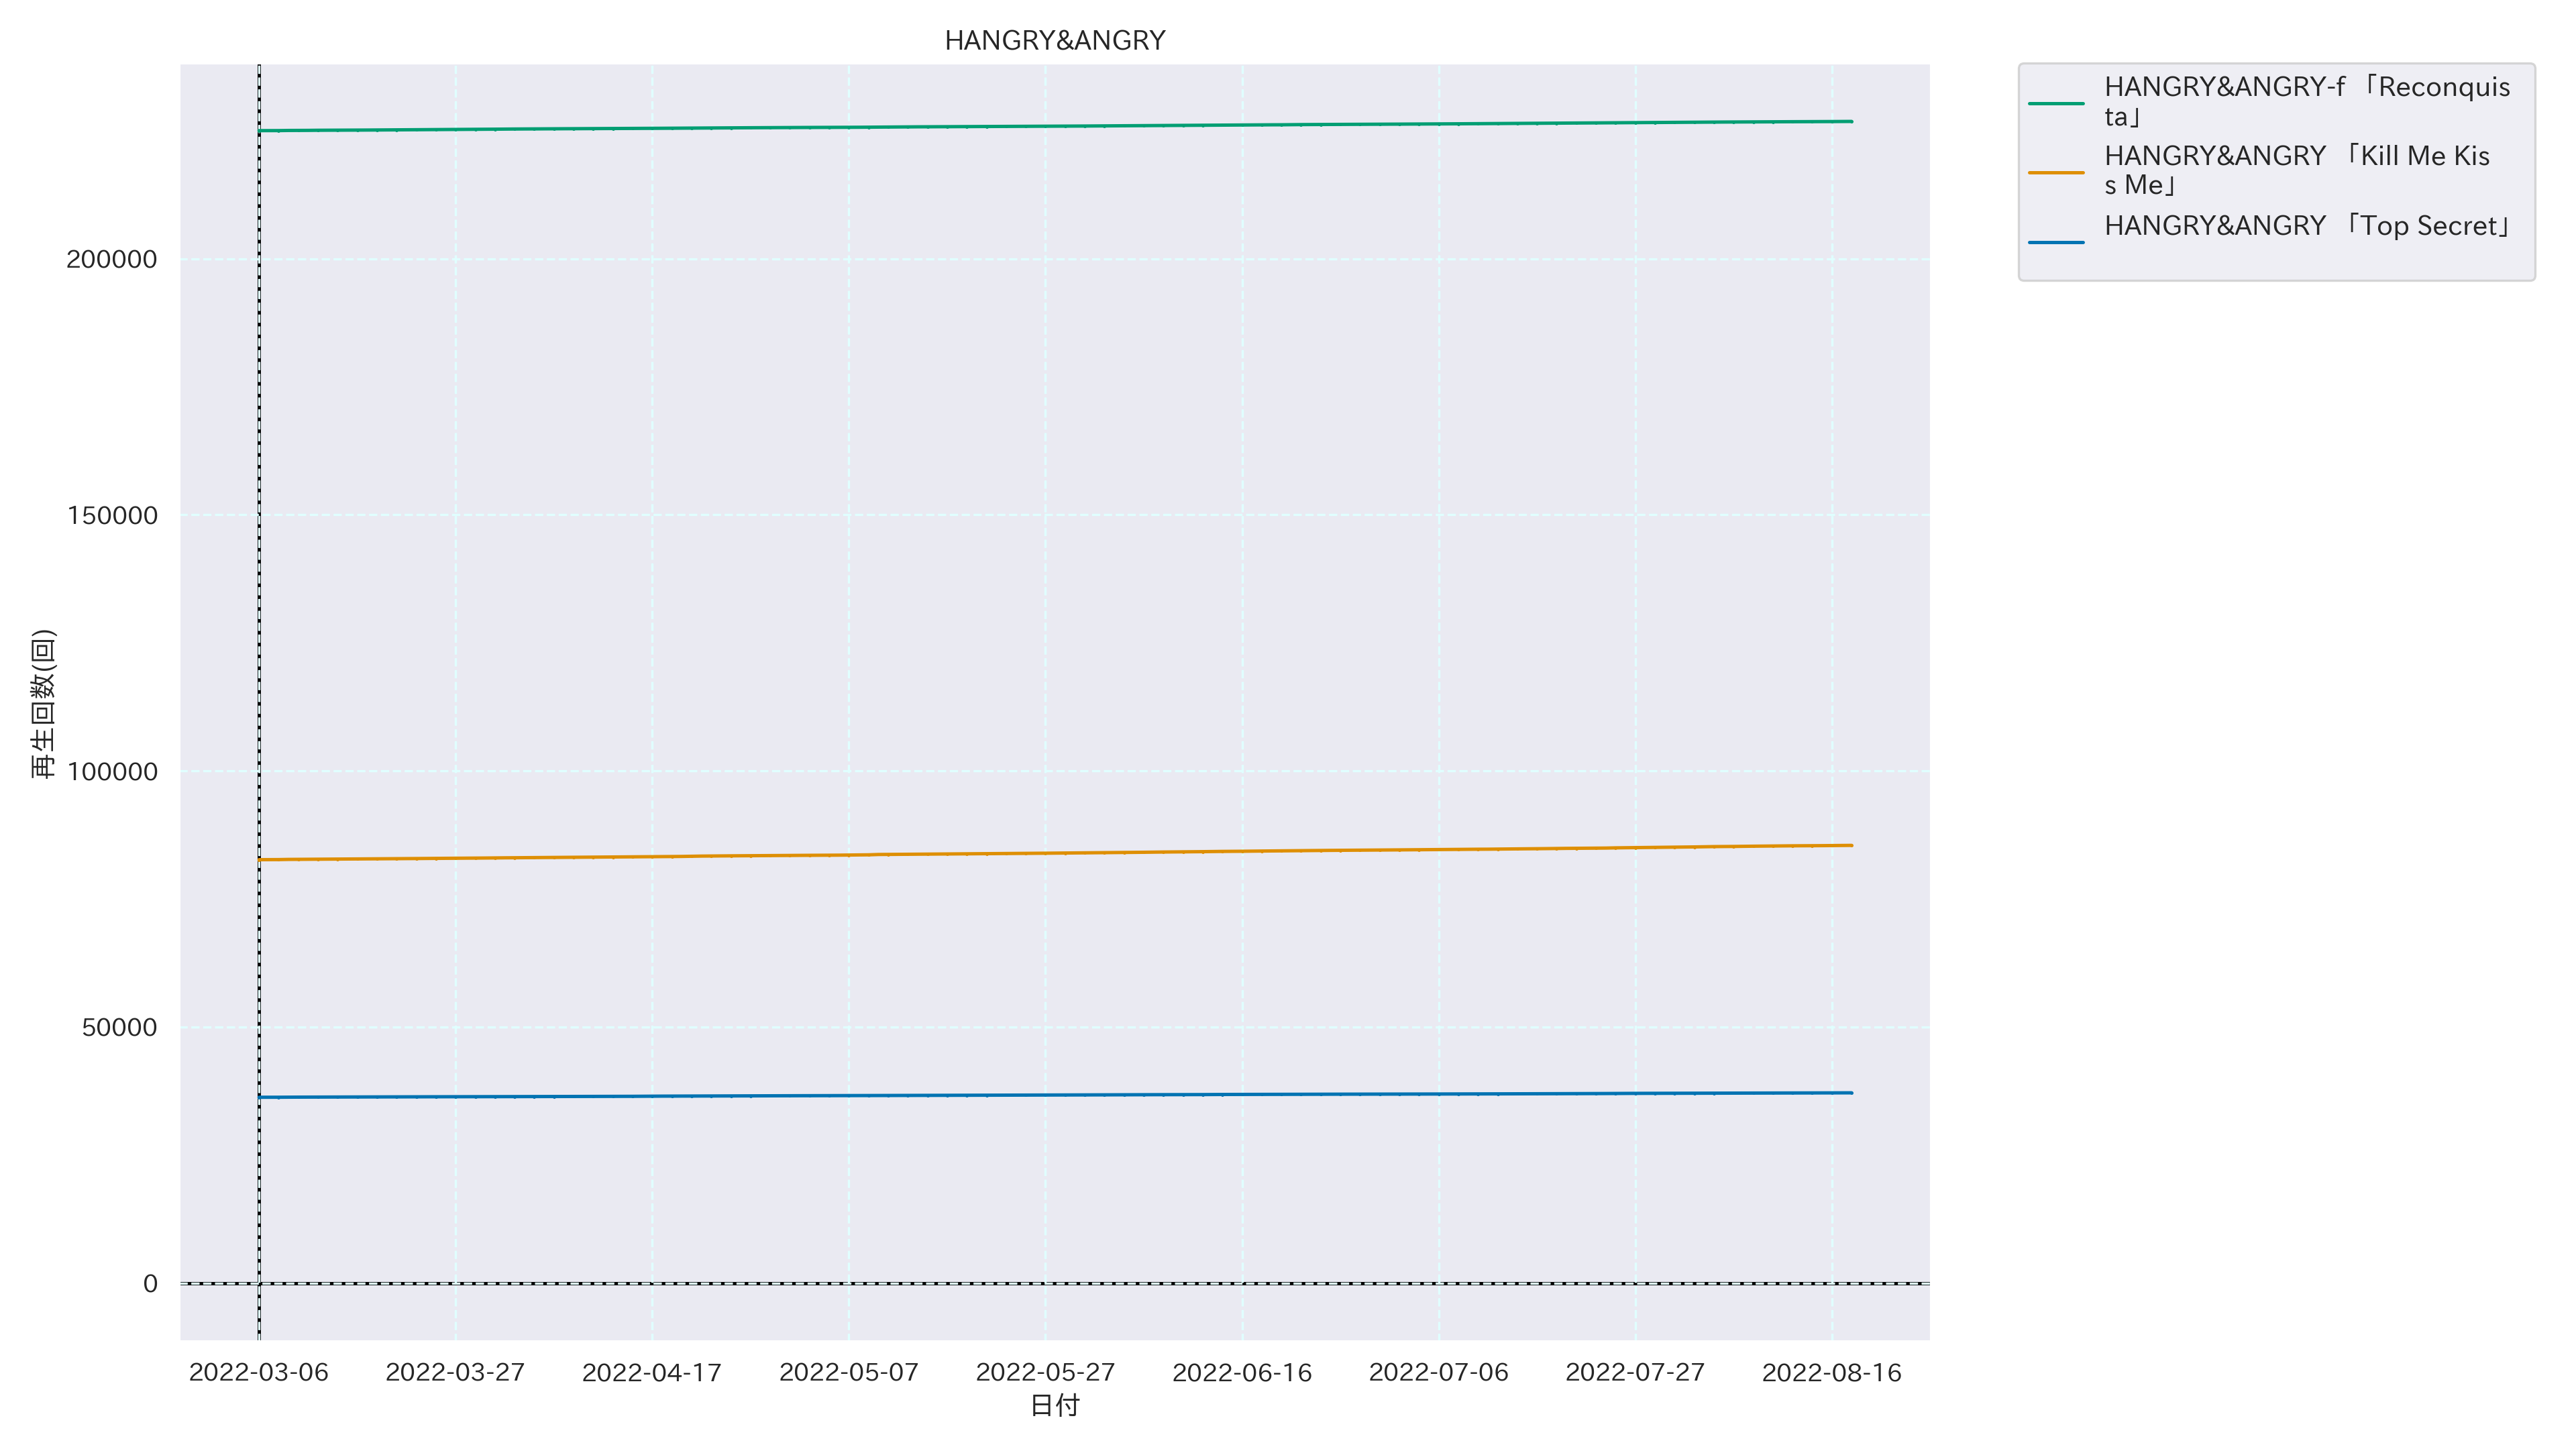 HANGRY&ANGRY
HANGRY&ANGRY-f 「Reconquis
ta」
HANGRY&ANGRY 「Kill Me Kis
s Me」
HANGRY&ANGRY 「Top Secret」
再生回数(回)
200000
150000
100000
50000
0
2022-03-06 2022-03-27 2022-04-17 2022-05-07 2022-05-27 2022-06-16 2022-07-06 2022-07-27 2022-08-16
日付